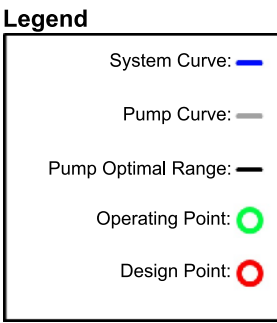 Legend
System Curve:
Pump Curve:
Pump Optimal Range:
Operating Point:
Design Point: